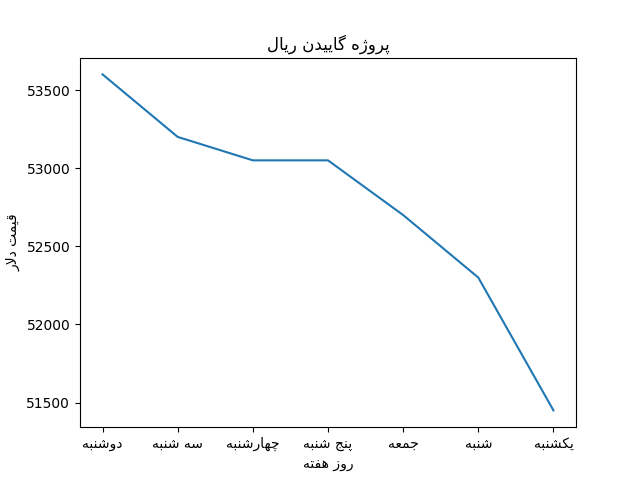 پروژه گاییدن ریال
53500
53000
52500
52000
51500
قیمت دلار
دوشنبه
سه شنبه
چهارشنبه
پنج شنبه
جمعه
شنبه
یکشنبه
روز هفته